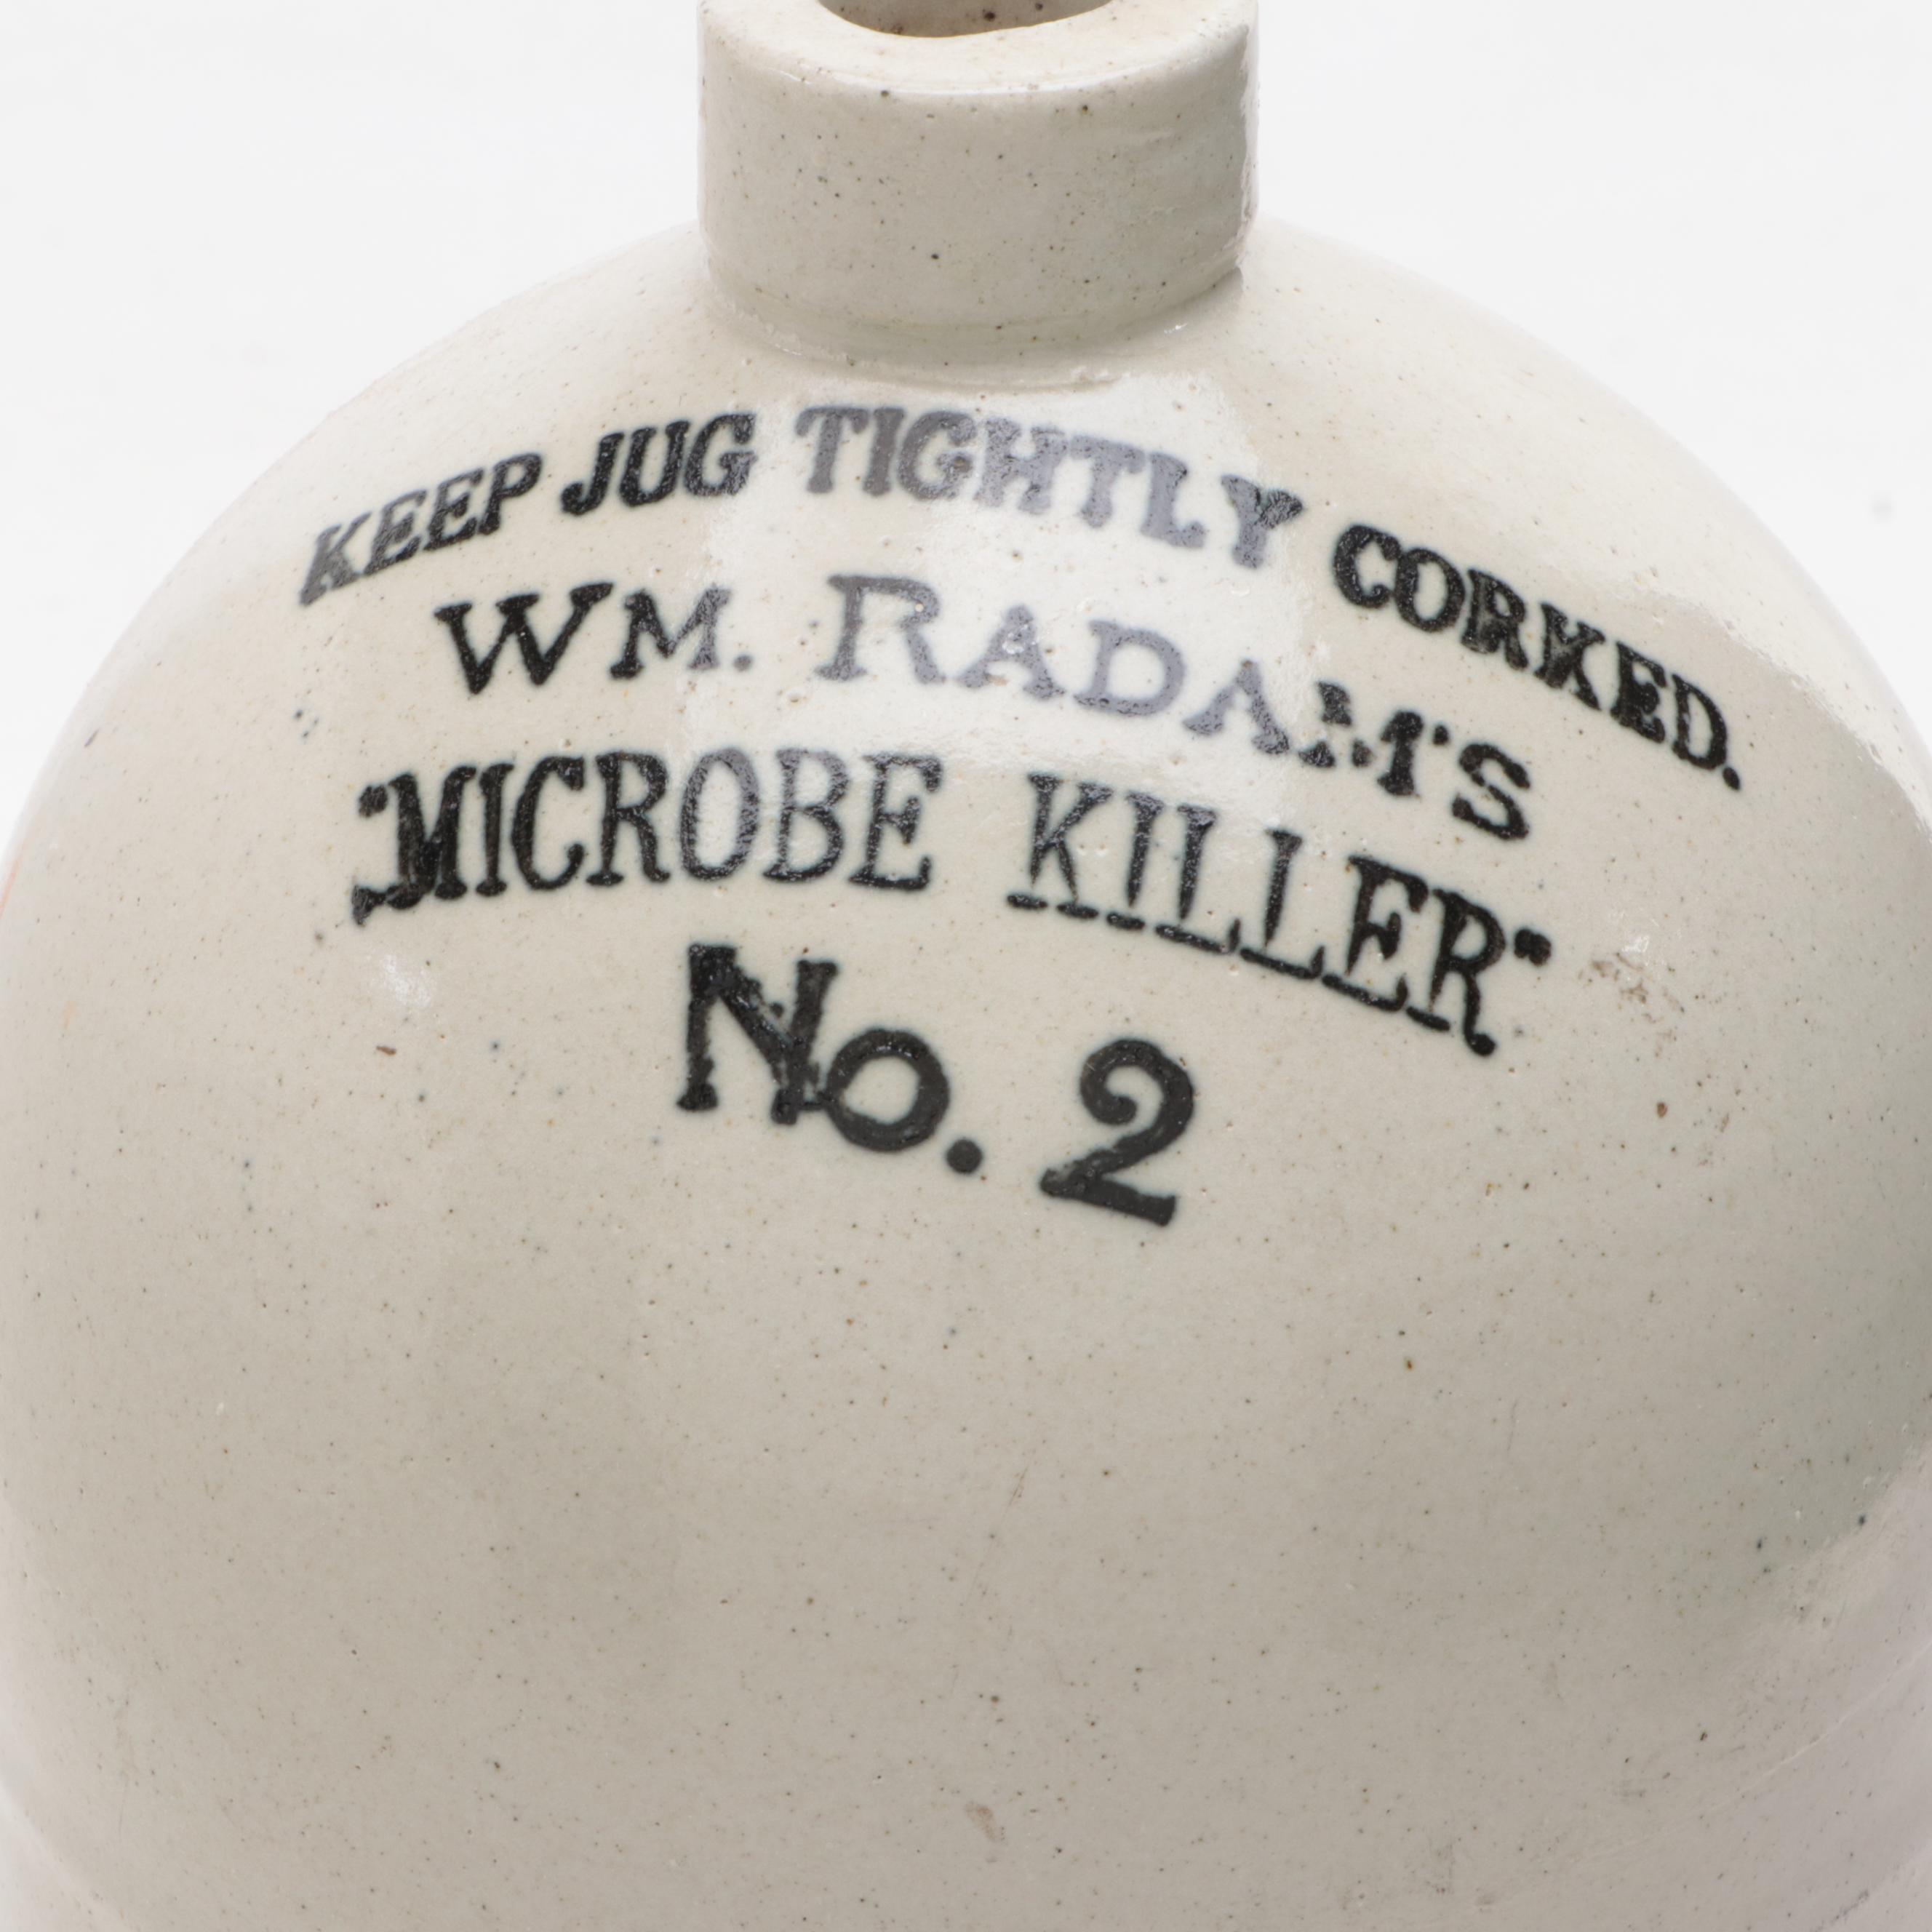 KEEP JUG TIGHTLY CORKED.
WM. RADAM'S
"MICROBE KILLER"
No. 2